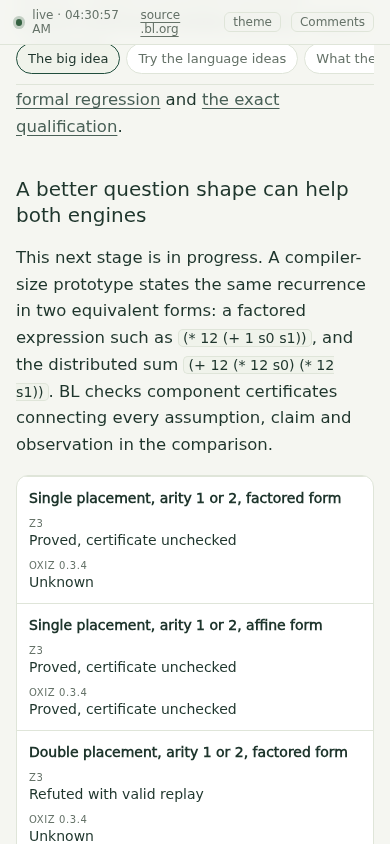 live · 04:30:57 AM
source .bl.org
theme
Comments
The big idea
Try the language ideas
What the
formal regression and the exact
qualification.
A better question shape can help
both engines
This next stage is in progress. A compiler-
size prototype states the same recurrence
in two equivalent forms: a factored
expression such as (* 12 (+ 1 s0 s1)), and
the distributed sum (+ 12 (* 12 s0) (* 12
s1)). BL checks component certificates
connecting every assumption, claim and
observation in the comparison.
Single placement, arity 1 or 2, factored form
Z3
Proved, certificate unchecked
OXIZ 0.3.4
Unknown
Single placement, arity 1 or 2, affine form
Z3
Proved, certificate unchecked
OXIZ 0.3.4
Proved, certificate unchecked
Double placement, arity 1 or 2, factored form
Z3
Refuted with valid replay
OXIZ 0.3.4
Unknown